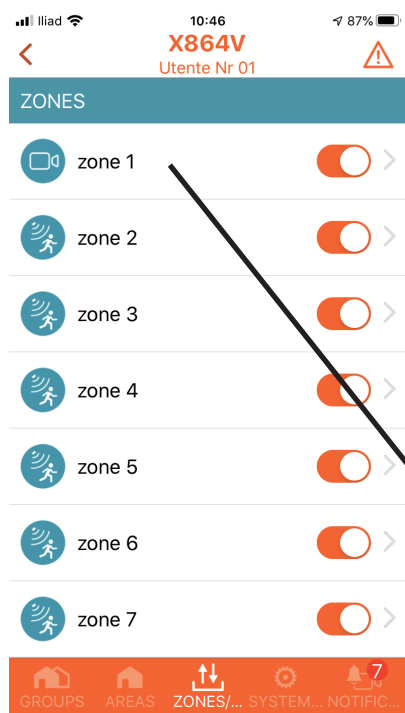 Iliad 10:46 87%
X864V
Utente Nr 01
ZONES
zone 1
zone 2
zone 3
zone 4
zone 5
zone 6
zone 7
7
GROUPS AREAS ZONES/... SYSTEM... NOTIFIC...